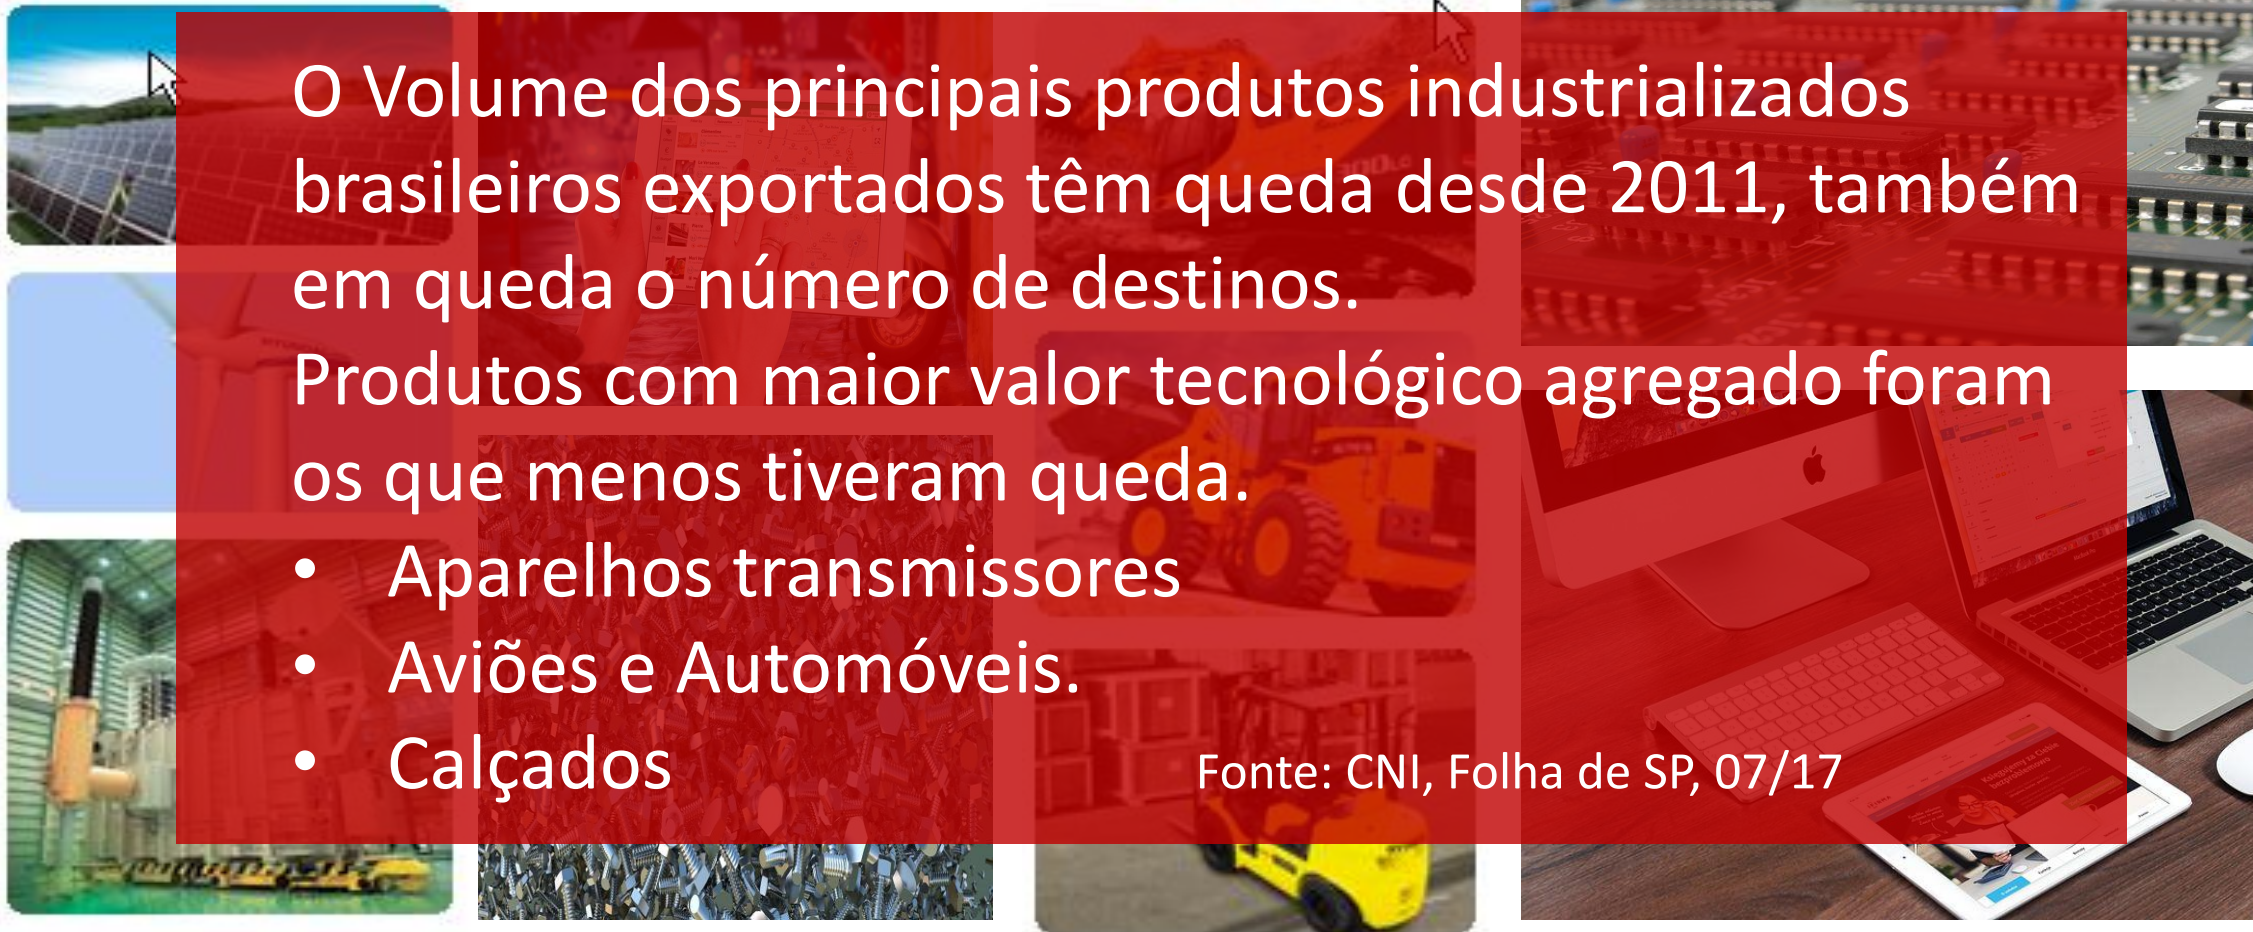 O Volume dos principais produtos industrializados
brasileiros exportados têm queda desde 2011, também
em queda o número de destinos.
Produtos com maior valor tecnológico agregado foram
os que menos tiveram queda.
• Aparelhos transmissores
• Aviões e Automóveis.
• Calçados
Fonte: CNI, Folha de SP, 07/17